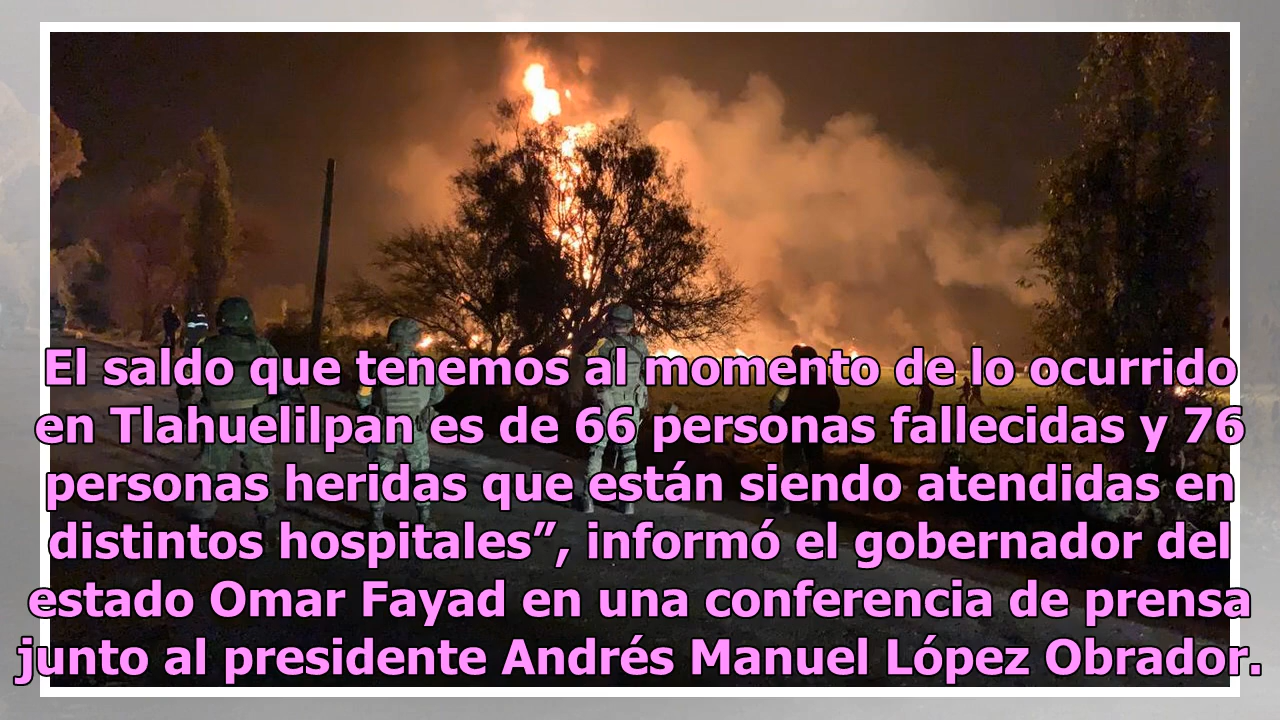 El saldo que tenemos al momento de lo ocurrido
en Tlahuelilpan es de 66 personas fallecidas y 76
personas heridas que están siendo atendidas en
distintos hospitales”, informó el gobernador del
estado Omar Fayad en una conferencia de prensa
junto al presidente Andrés Manuel López Obrador.